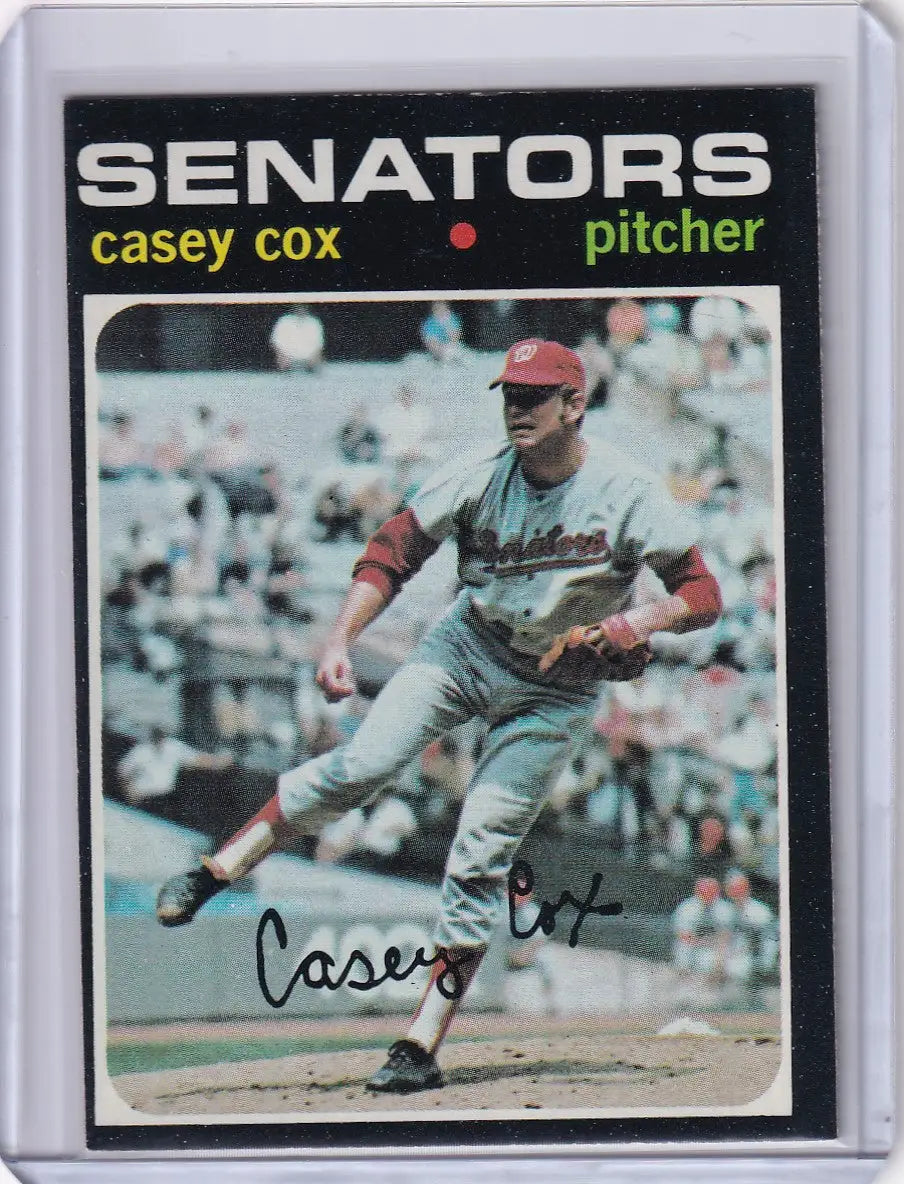 SENATORS
casey cox • pitcher
W
Senators
Casey Cox